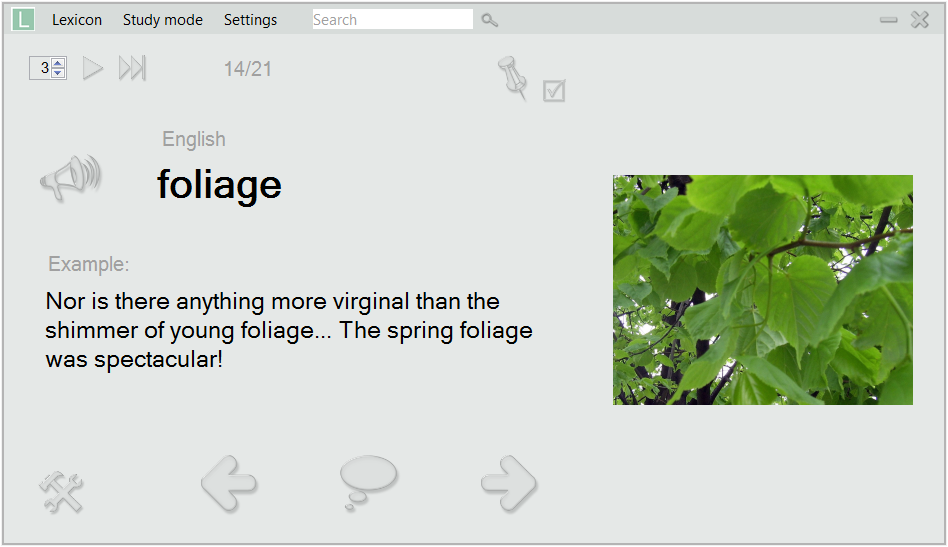 L Lexicon Study mode Settings Search
3 14/21
English
foliage
Example:
Nor is there anything more virginal than the
shimmer of young foliage... The spring foliage
was spectacular!